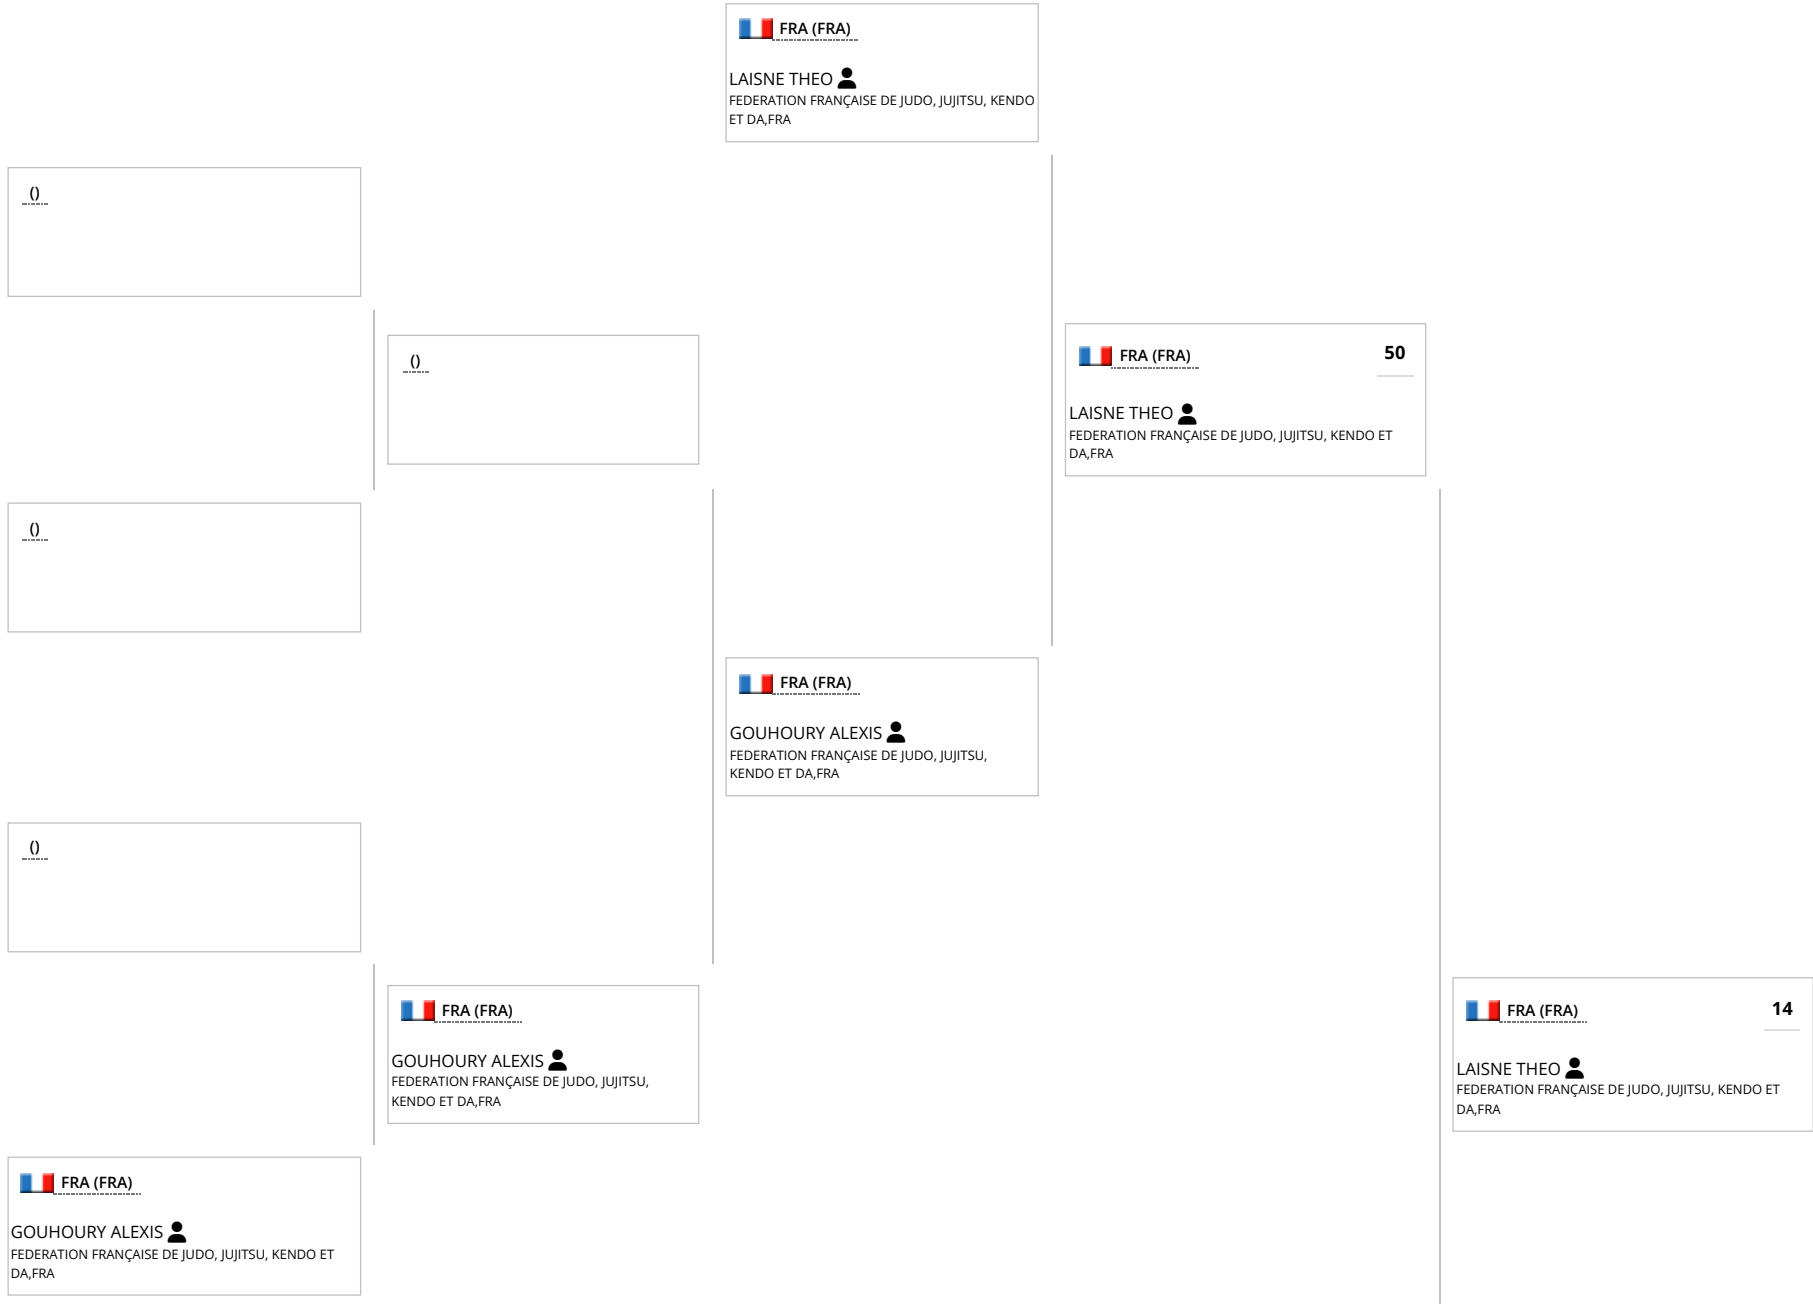 FRA (FRA)
LAISNE THEO
FEDERATION FRANÇAISE DE JUDO, JUJITSU, KENDO
ET DA,FRA
()
()
FRA (FRA) 50
LAISNE THEO
FEDERATION FRANÇAISE DE JUDO, JUJITSU, KENDO ET
DA,FRA
()
FRA (FRA)
GOUHOURY ALEXIS
FEDERATION FRANÇAISE DE JUDO, JUJITSU,
KENDO ET DA,FRA
()
FRA (FRA)
GOUHOURY ALEXIS
FEDERATION FRANÇAISE DE JUDO, JUJITSU,
KENDO ET DA,FRA
FRA (FRA) 14
LAISNE THEO
FEDERATION FRANÇAISE DE JUDO, JUJITSU, KENDO ET
DA,FRA
FRA (FRA)
GOUHOURY ALEXIS
FEDERATION FRANÇAISE DE JUDO, JUJITSU, KENDO ET
DA,FRA